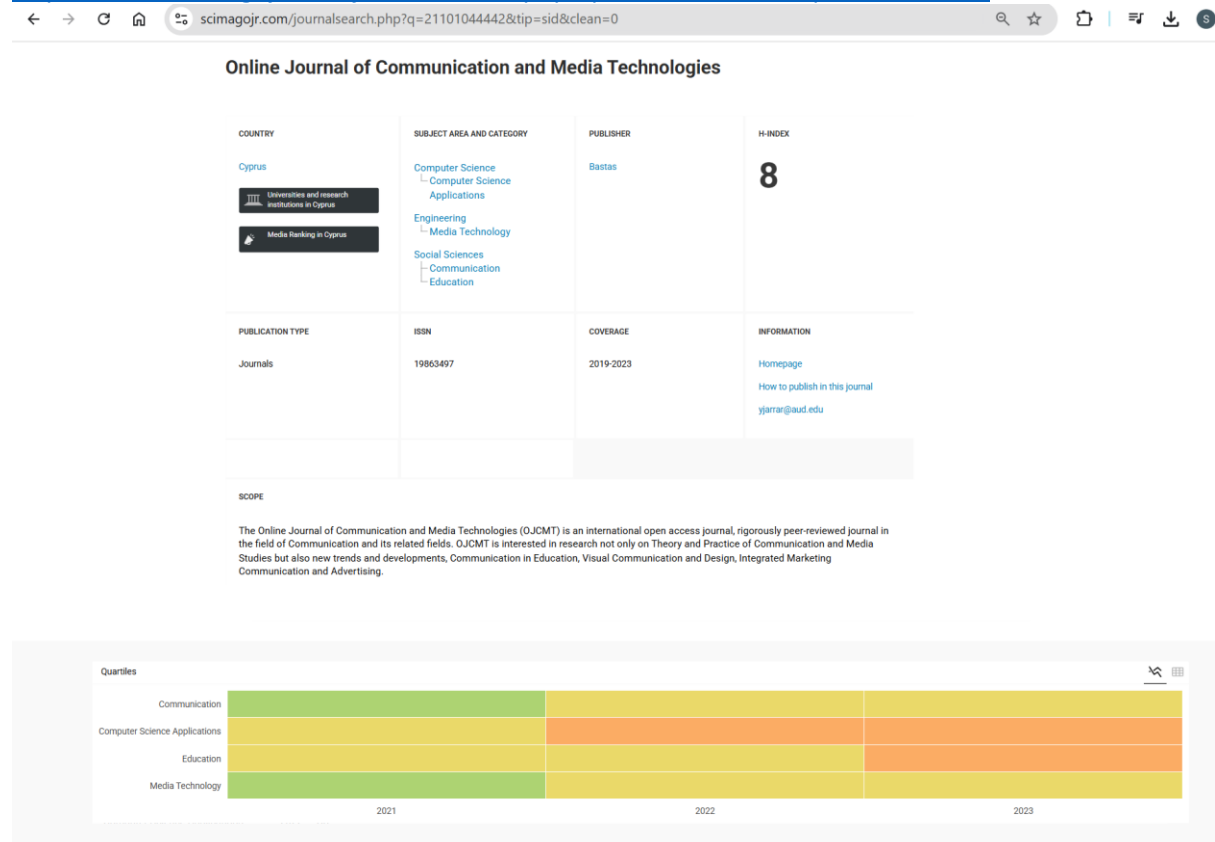 scimagojr.com/journalsearch.php?q=21101044442&tip=sid&clean=0
S
Online Journal of Communication and Media Technologies
COUNTRY
Cyprus
Universities and research
institutions in Cyprus
Media Ranking in Cyprus
SUBJECT AREA AND CATEGORY
Computer Science
Computer Science
Applications
Engineering
Media Technology
Social Sciences
Communication
Education
PUBLISHER
Bastas
H-INDEX
8
PUBLICATION TYPE
Journals
ISSN
19863497
COVERAGE
2019-2023
INFORMATION
Homepage
How to publish in this journal
yjarrar@aud.edu
SCOPE
The Online Journal of Communication and Media Technologies (OJCMT) is an international open access journal, rigorously peer-reviewed journal in
the field of Communication and its related fields. OJCMT is interested in research not only on Theory and Practice of Communication and Media
Studies but also new trends and developments, Communication in Education, Visual Communication and Design, Integrated Marketing
Communication and Advertising.
Quartiles
Communication
Computer Science Applications
Education
Media Technology
2021 2022 2023